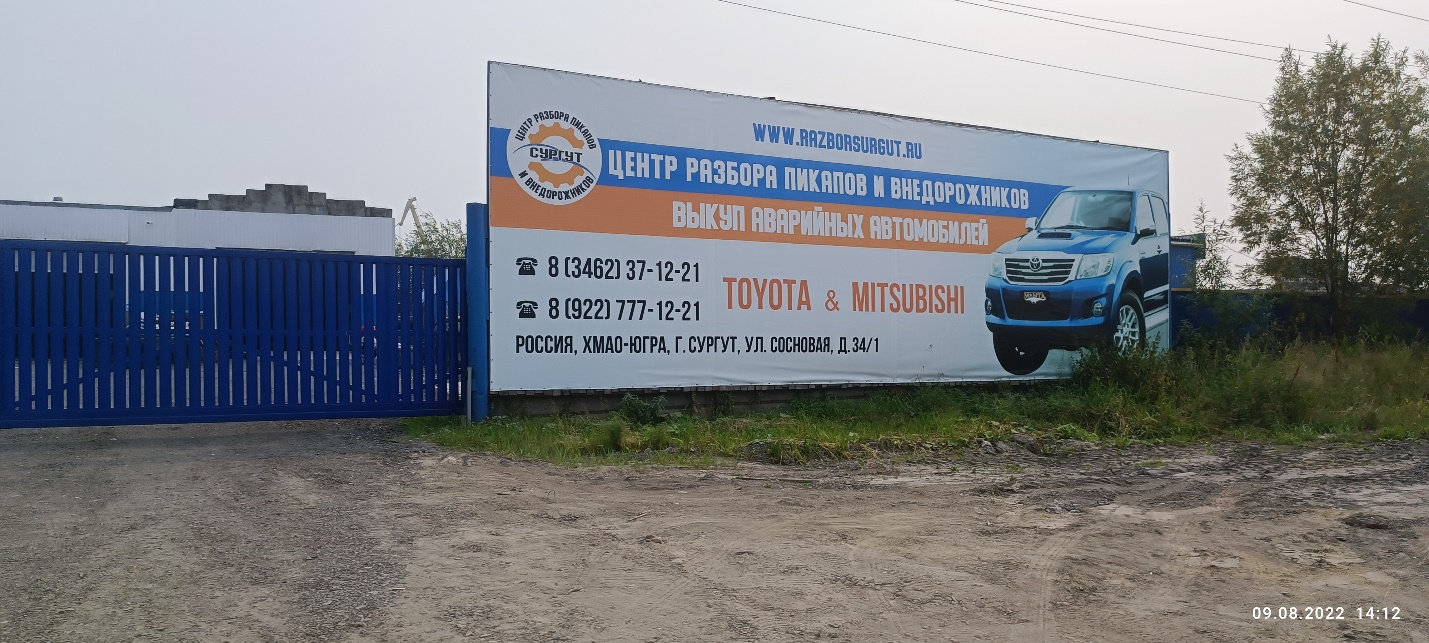 WWW.RAZBORSURGUT.RU
ЦЕНТР РАЗБОРА ПИКАПОВ
СУРГУТ
И ВНЕДОРОЖНИКОВ
ЦЕНТР РАЗБОРА ПИКАПОВ И ВНЕДОРОЖНИКОВ
ВЫКУП АВАРИЙНЫХ АВТОМОБИЛЕЙ
8 (3462) 37-12-21
8 (922) 777-12-21
TOYOTA & MITSUBISHI
РОССИЯ, ХМАО-ЮГРА, Г. СУРГУТ, УЛ. СОСНОВАЯ, Д. 34/1
09.08.2022 14:12